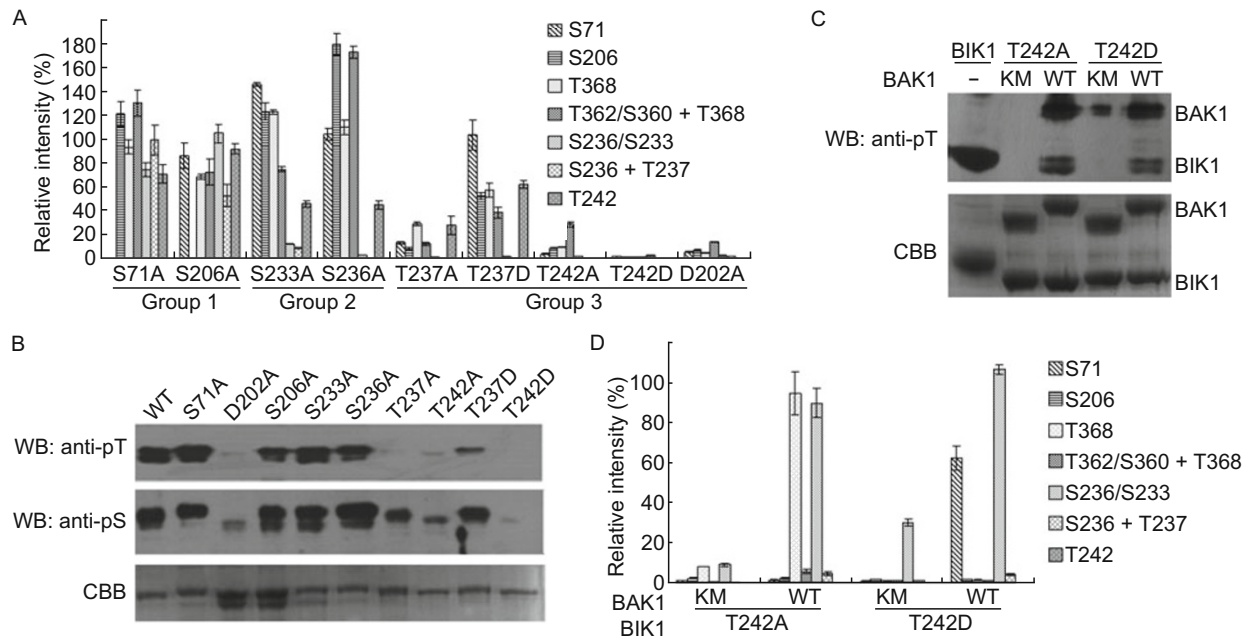 A
Relative intensity (%)
180
160
140
120
100
80
60
40
20
0
S71
S206
T368
T362/S360 + T368
S236/S233
S236 + T237
T242
S71A S206A S233A S236A T237A T237D T242A T242D D202A
Group 1 Group 2 Group 3
B
WT S71A D202A S206A S233A S236A T237A T242A T237D T242D
WB: anti-pT
WB: anti-pS
CBB
C
BIK1 T242A T242D
BAK1 – KM WT KM WT
WB: anti-pT
BAK1
BIK1
CBB
BAK1
BIK1
D
Relative intensity (%)
100
80
60
40
20
0
S71
S206
T368
T362/S360 + T368
S236/S233
S236 + T237
T242
BAK1 KM WT KM WT
BIK1 T242A T242D